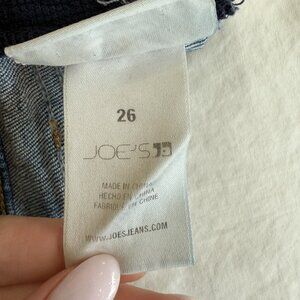 26
JOE'S
MADE IN CHINA
HECHO EN CHINA
FABRIQUÉ EN CHINE
WWW.JOESJEANS.COM